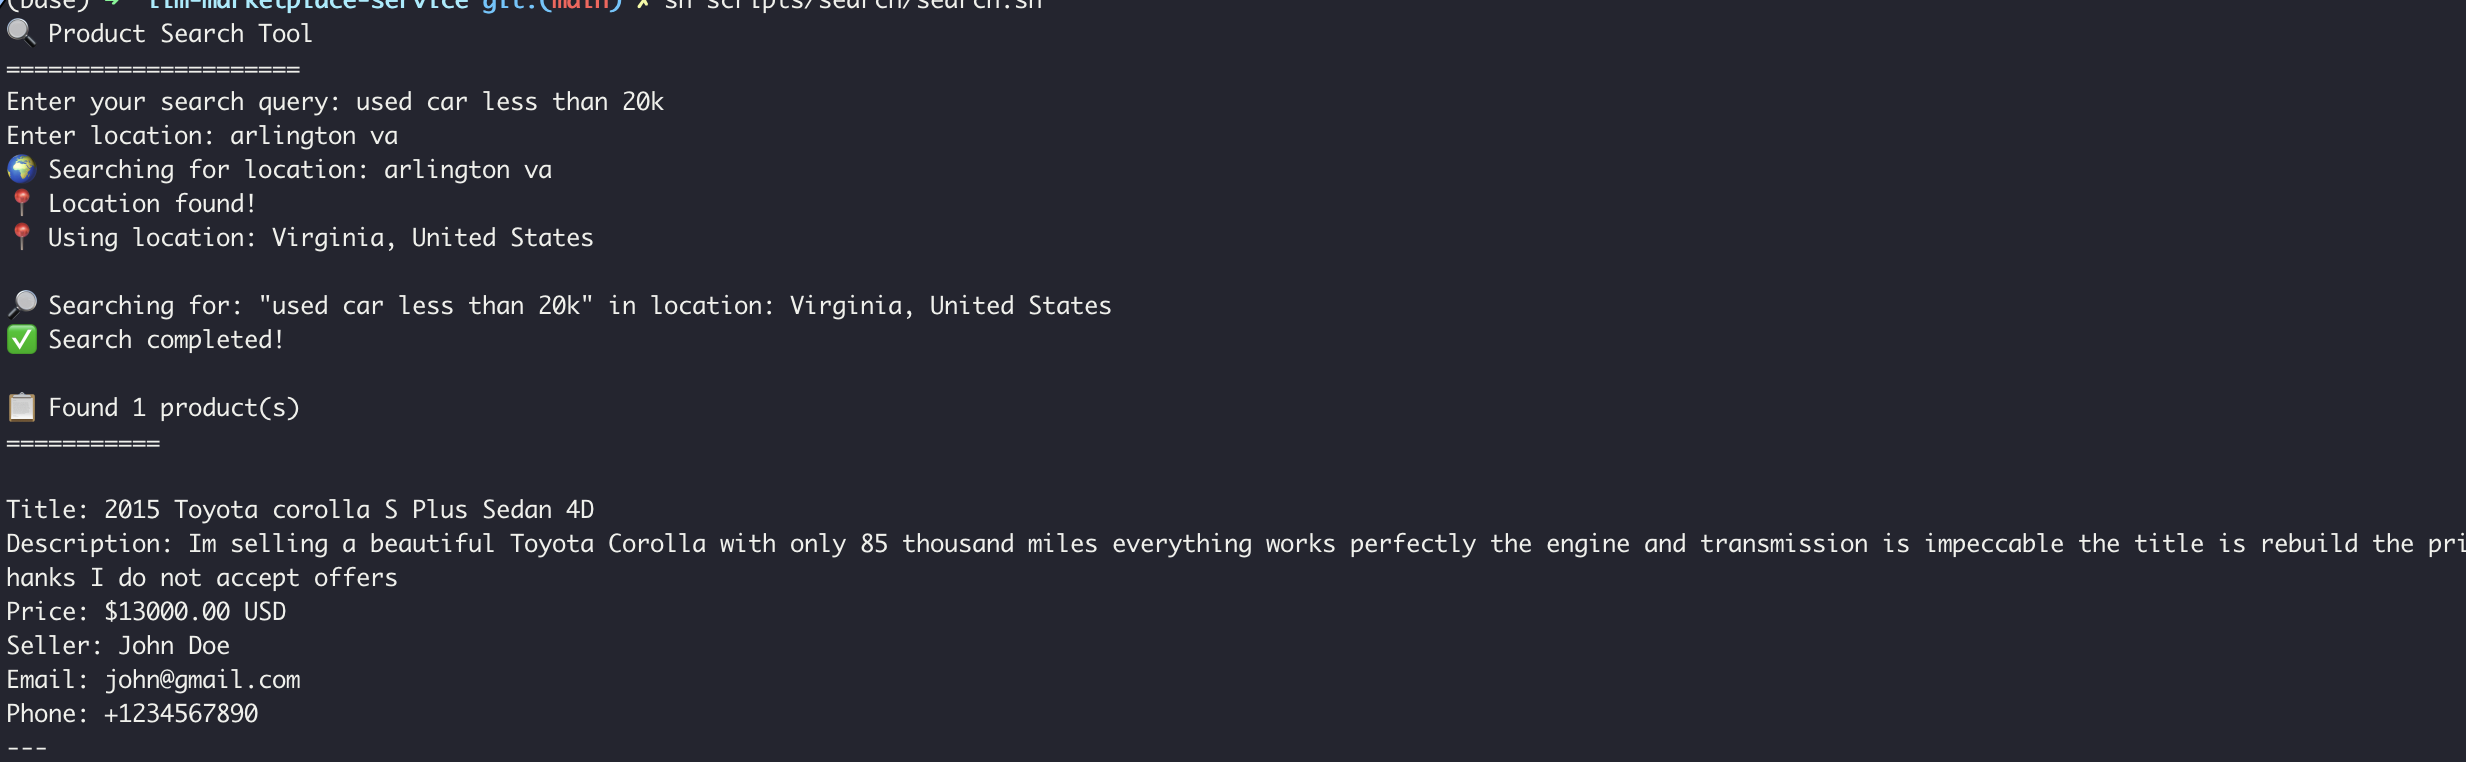 (base) ➜ llm-marketplace-service git:(main) ✗ sh scripts/search/search.sh
🔍 Product Search Tool
=====================
Enter your search query: used car less than 20k
Enter location: arlington va
🌍 Searching for location: arlington va
📍 Location found!
📍 Using location: Virginia, United States
🔎 Searching for: "used car less than 20k" in location: Virginia, United States
✅ Search completed!
📋 Found 1 product(s)
===========
Title: 2015 Toyota corolla S Plus Sedan 4D
Description: Im selling a beautiful Toyota Corolla with only 85 thousand miles everything works perfectly the engine and transmission is impeccable the title is rebuild the pri
hanks I do not accept offers
Price: $13000.00 USD
Seller: John Doe
Email: john@gmail.com
Phone: +1234567890
---